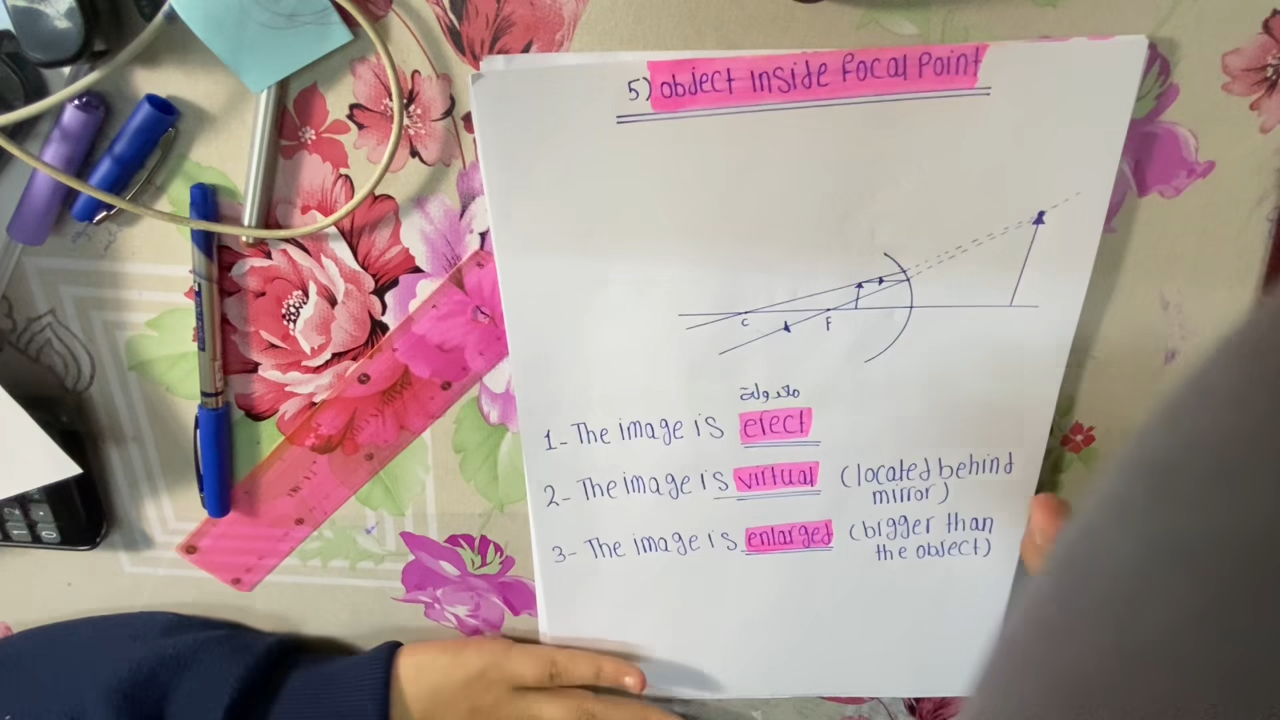 5) object inside focal point
C
F
معدولة
1- The image is erect
2- The image is virtual (located behind mirror)
3- The image is enlarged (bigger than the object)